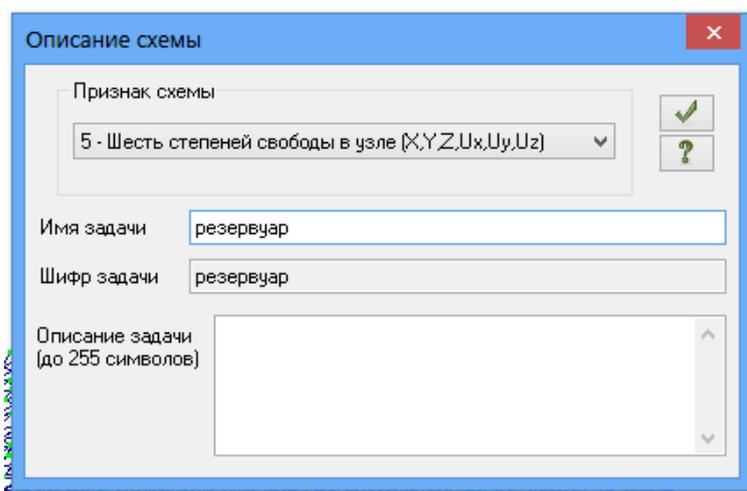 Описание схемы
Признак схемы
5 - Шесть степеней свободы в узле (X,Y,Z,Ux,Uy,Uz)
Имя задачи
резервуар
Шифр задачи
резервуар
Описание задачи
(до 255 символов)